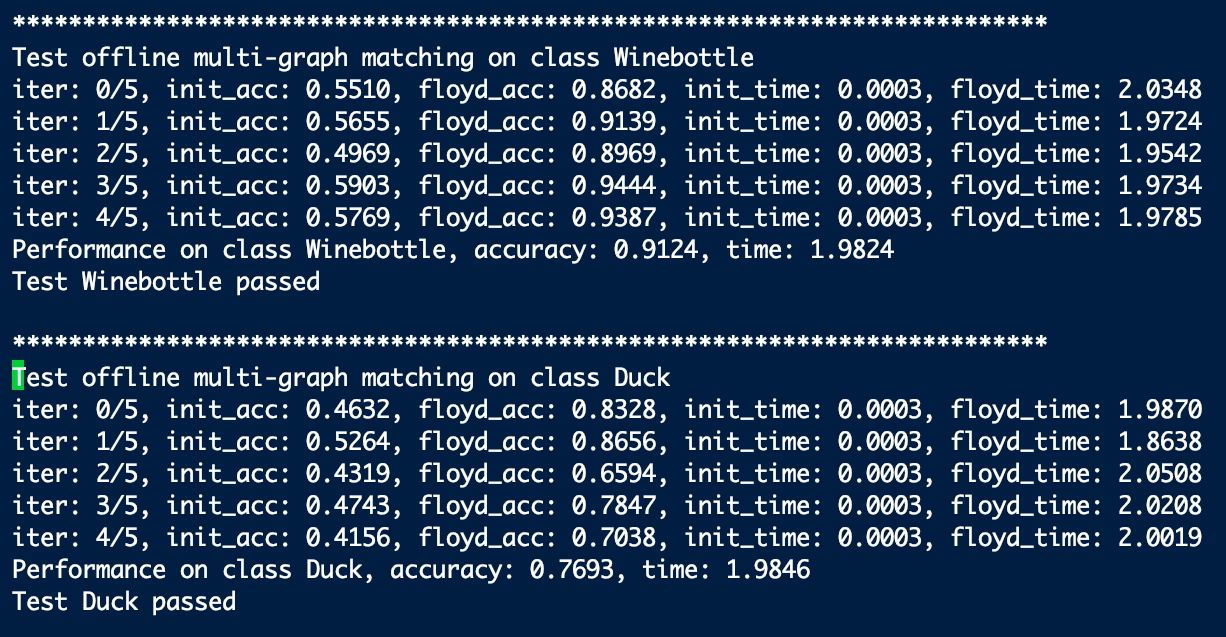 **************************************************************************
Test offline multi-graph matching on class Winebottle
iter: 0/5, init_acc: 0.5510, floyd_acc: 0.8682, init_time: 0.0003, floyd_time: 2.0348
iter: 1/5, init_acc: 0.5655, floyd_acc: 0.9139, init_time: 0.0003, floyd_time: 1.9724
iter: 2/5, init_acc: 0.4969, floyd_acc: 0.8969, init_time: 0.0003, floyd_time: 1.9542
iter: 3/5, init_acc: 0.5903, floyd_acc: 0.9444, init_time: 0.0003, floyd_time: 1.9734
iter: 4/5, init_acc: 0.5769, floyd_acc: 0.9387, init_time: 0.0003, floyd_time: 1.9785
Performance on class Winebottle, accuracy: 0.9124, time: 1.9824
Test Winebottle passed
**************************************************************************
Test offline multi-graph matching on class Duck
iter: 0/5, init_acc: 0.4632, floyd_acc: 0.8328, init_time: 0.0003, floyd_time: 1.9870
iter: 1/5, init_acc: 0.5264, floyd_acc: 0.8656, init_time: 0.0003, floyd_time: 1.8638
iter: 2/5, init_acc: 0.4319, floyd_acc: 0.6594, init_time: 0.0003, floyd_time: 2.0508
iter: 3/5, init_acc: 0.4743, floyd_acc: 0.7847, init_time: 0.0003, floyd_time: 2.0208
iter: 4/5, init_acc: 0.4156, floyd_acc: 0.7038, init_time: 0.0003, floyd_time: 2.0019
Performance on class Duck, accuracy: 0.7693, time: 1.9846
Test Duck passed